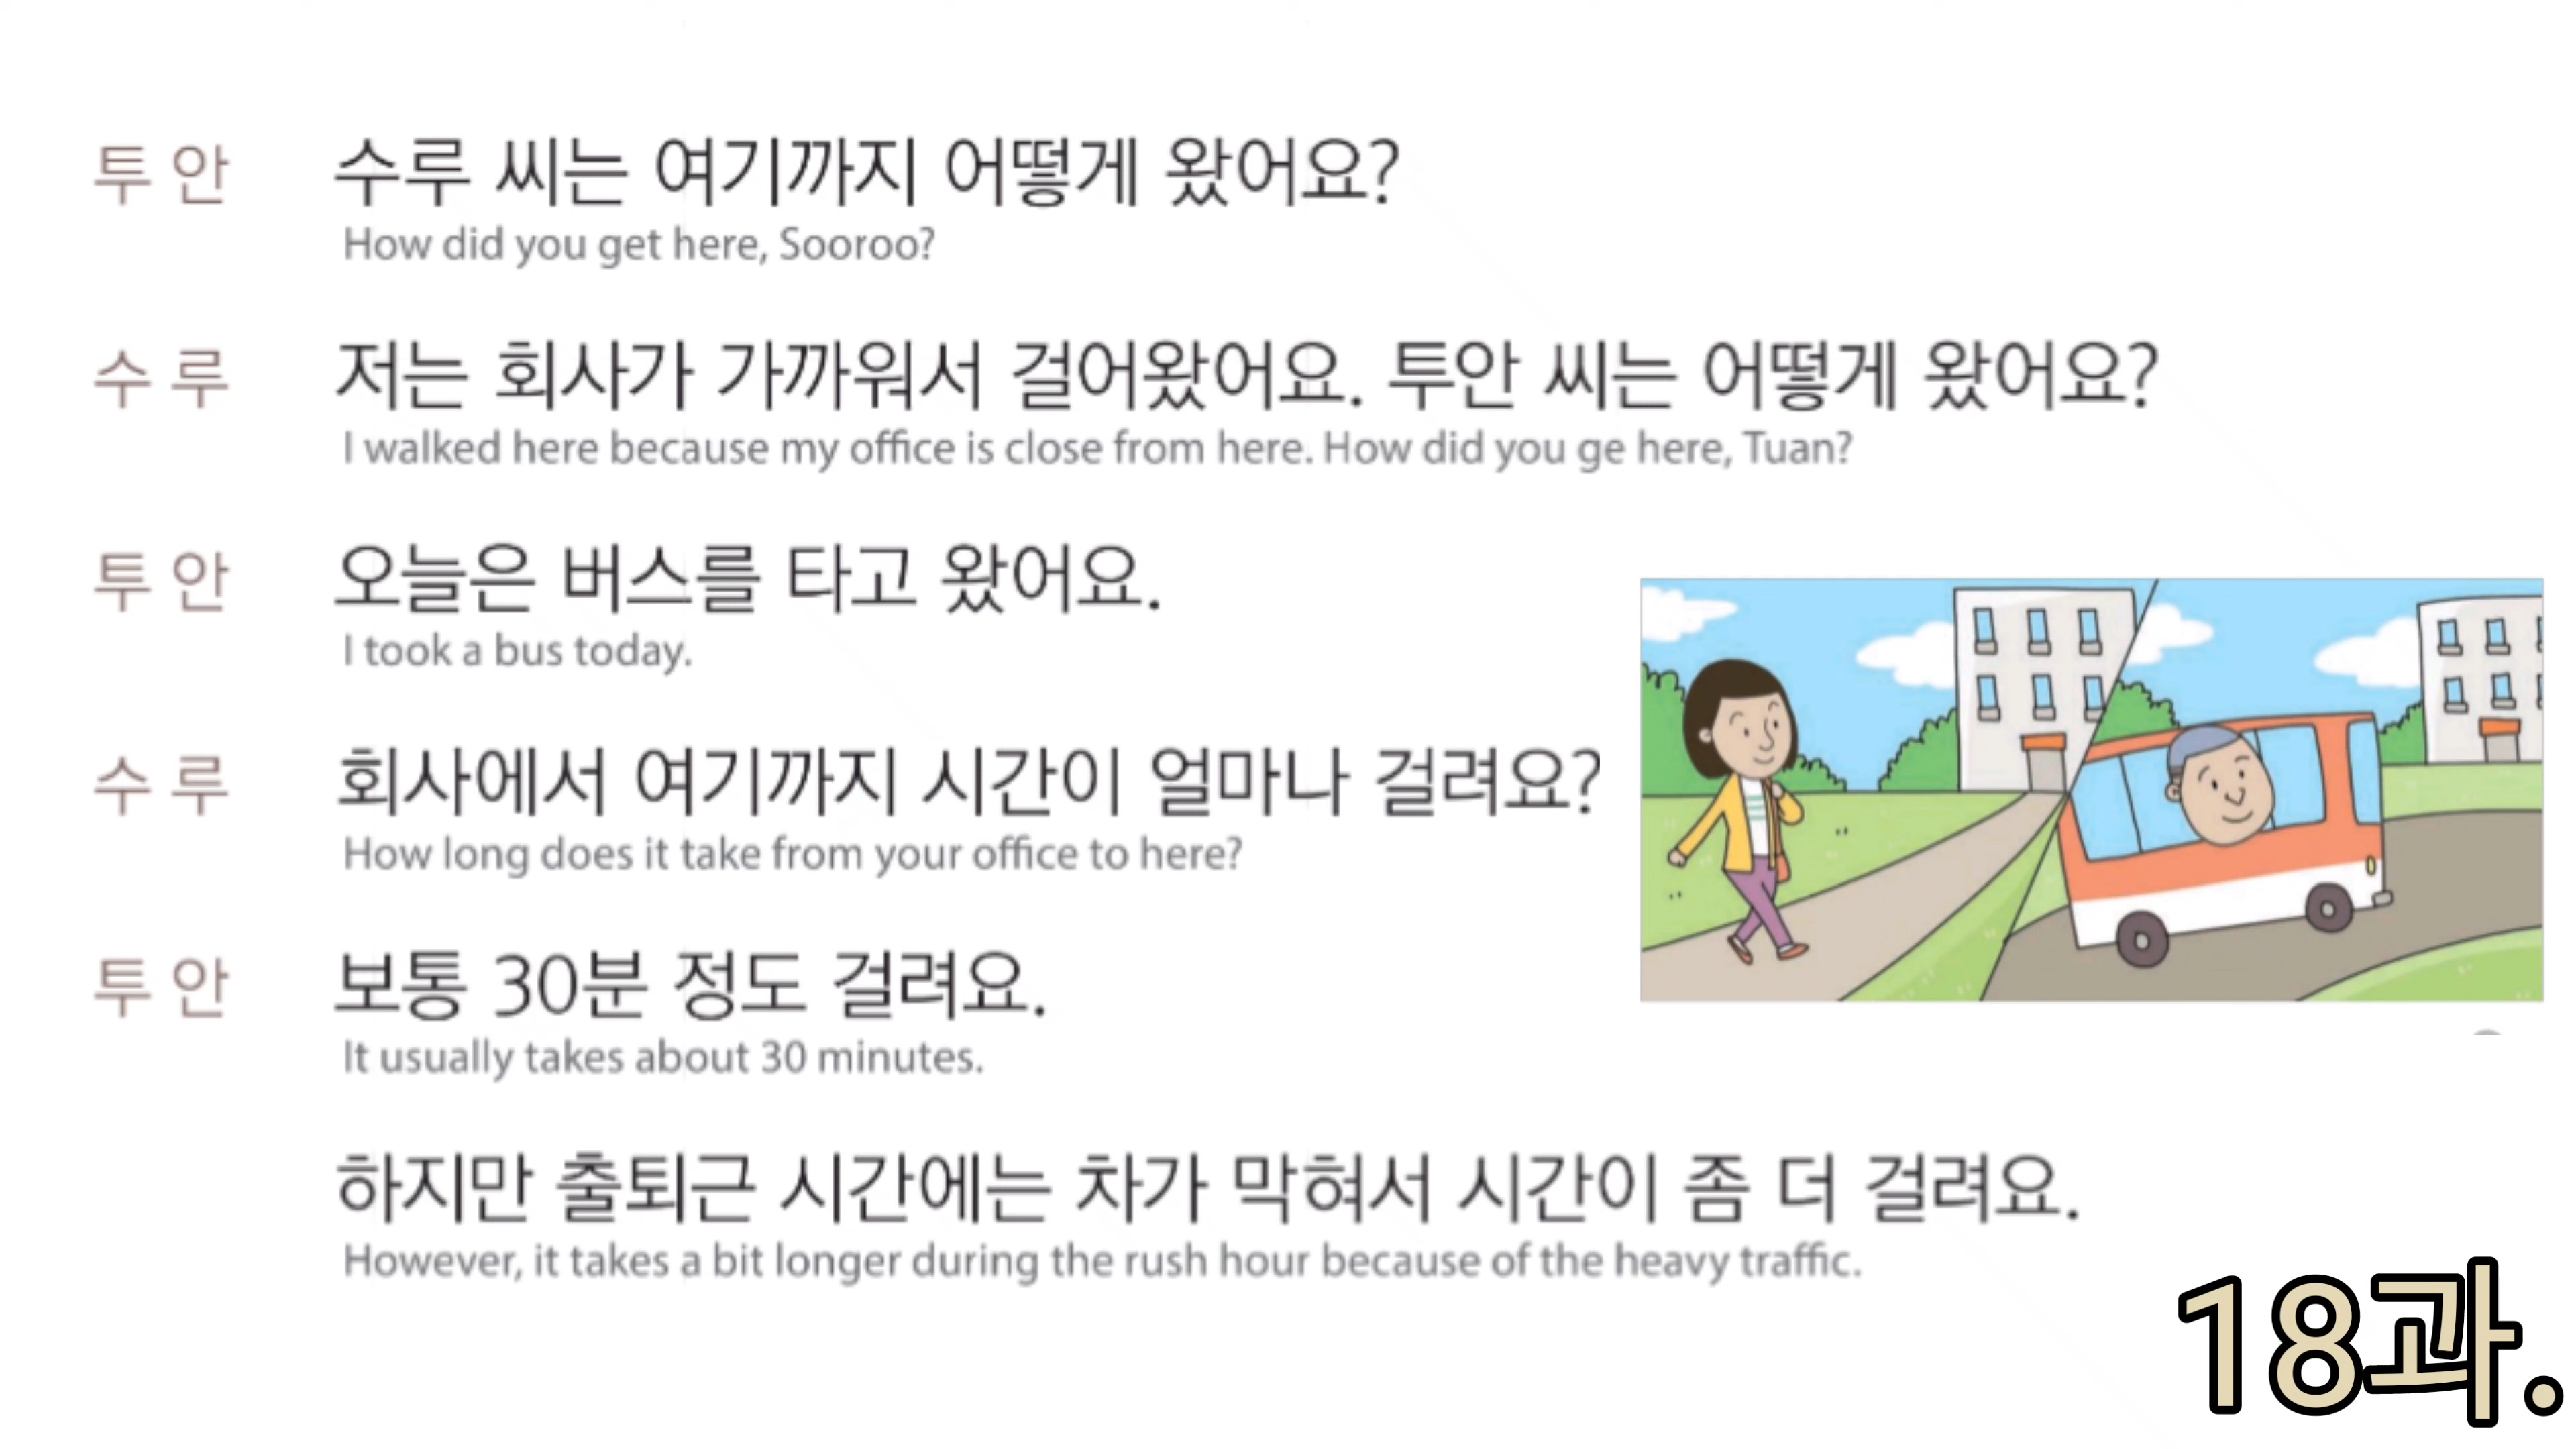 투안 수루 씨는 여기까지 어떻게 왔어요?
How did you get here, Sooroo?
수루 저는 회사가 가까워서 걸어왔어요. 투안 씨는 어떻게 왔어요?
I walked here because my office is close from here. How did you ge here, Tuan?
투안 오늘은 버스를 타고 왔어요.
I took a bus today.
수루 회사에서 여기까지 시간이 얼마나 걸려요?
How long does it take from your office to here?
투안 보통 30분 정도 걸려요.
It usually takes about 30 minutes.
하지만 출퇴근 시간에는 차가 막혀서 시간이 좀 더 걸려요.
However, it takes a bit longer during the rush hour because of the heavy traffic.
18과.